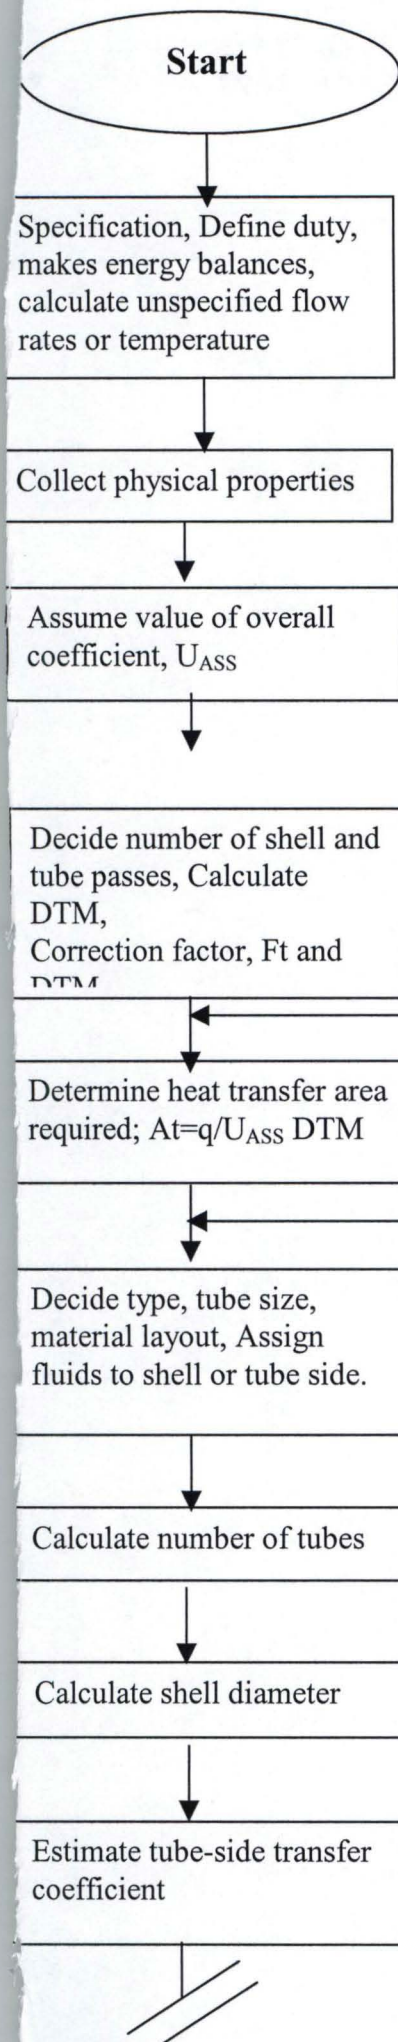 Start
Specification, Define duty,
makes energy balances,
calculate unspecified flow
rates or temperature
Collect physical properties
Assume value of overall
coefficient, U_ASS
Decide number of shell and
tube passes, Calculate
DTM,
Correction factor, Ft and
DTM
Determine heat transfer area
required; At=q/U_ASS DTM
Decide type, tube size,
material layout, Assign
fluids to shell or tube side.
Calculate number of tubes
Calculate shell diameter
Estimate tube-side transfer
coefficient